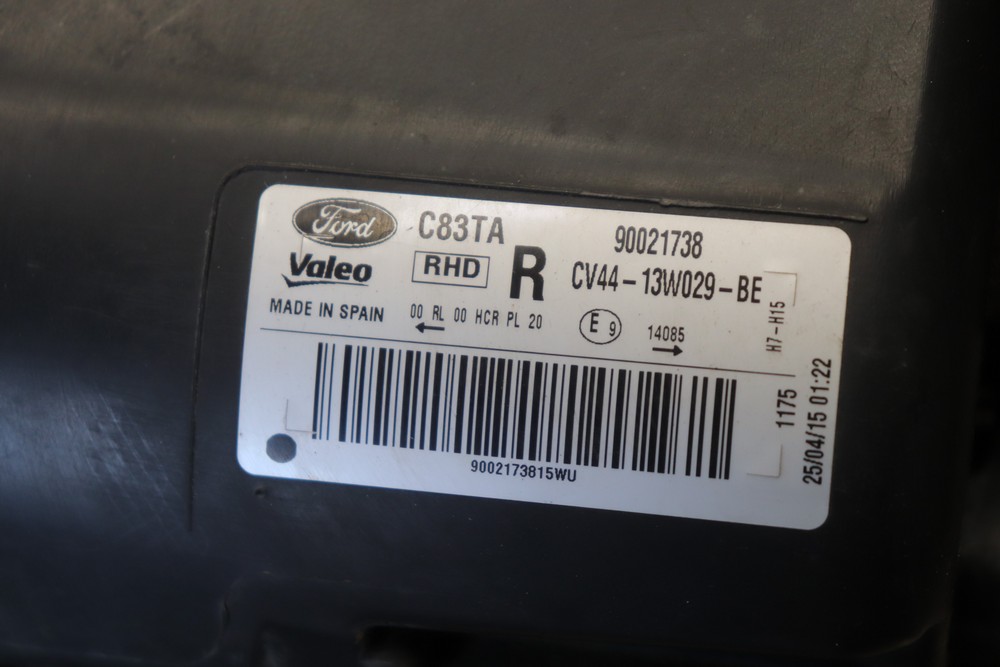 Ford C83TA 90021738
Valeo RHD R CV44-13W029-BE
MADE IN SPAIN 00 RL 00 HCR PL 20 E9 14085
←
→
H7-H15
9002173815WU
1175
25/04/15 01:22